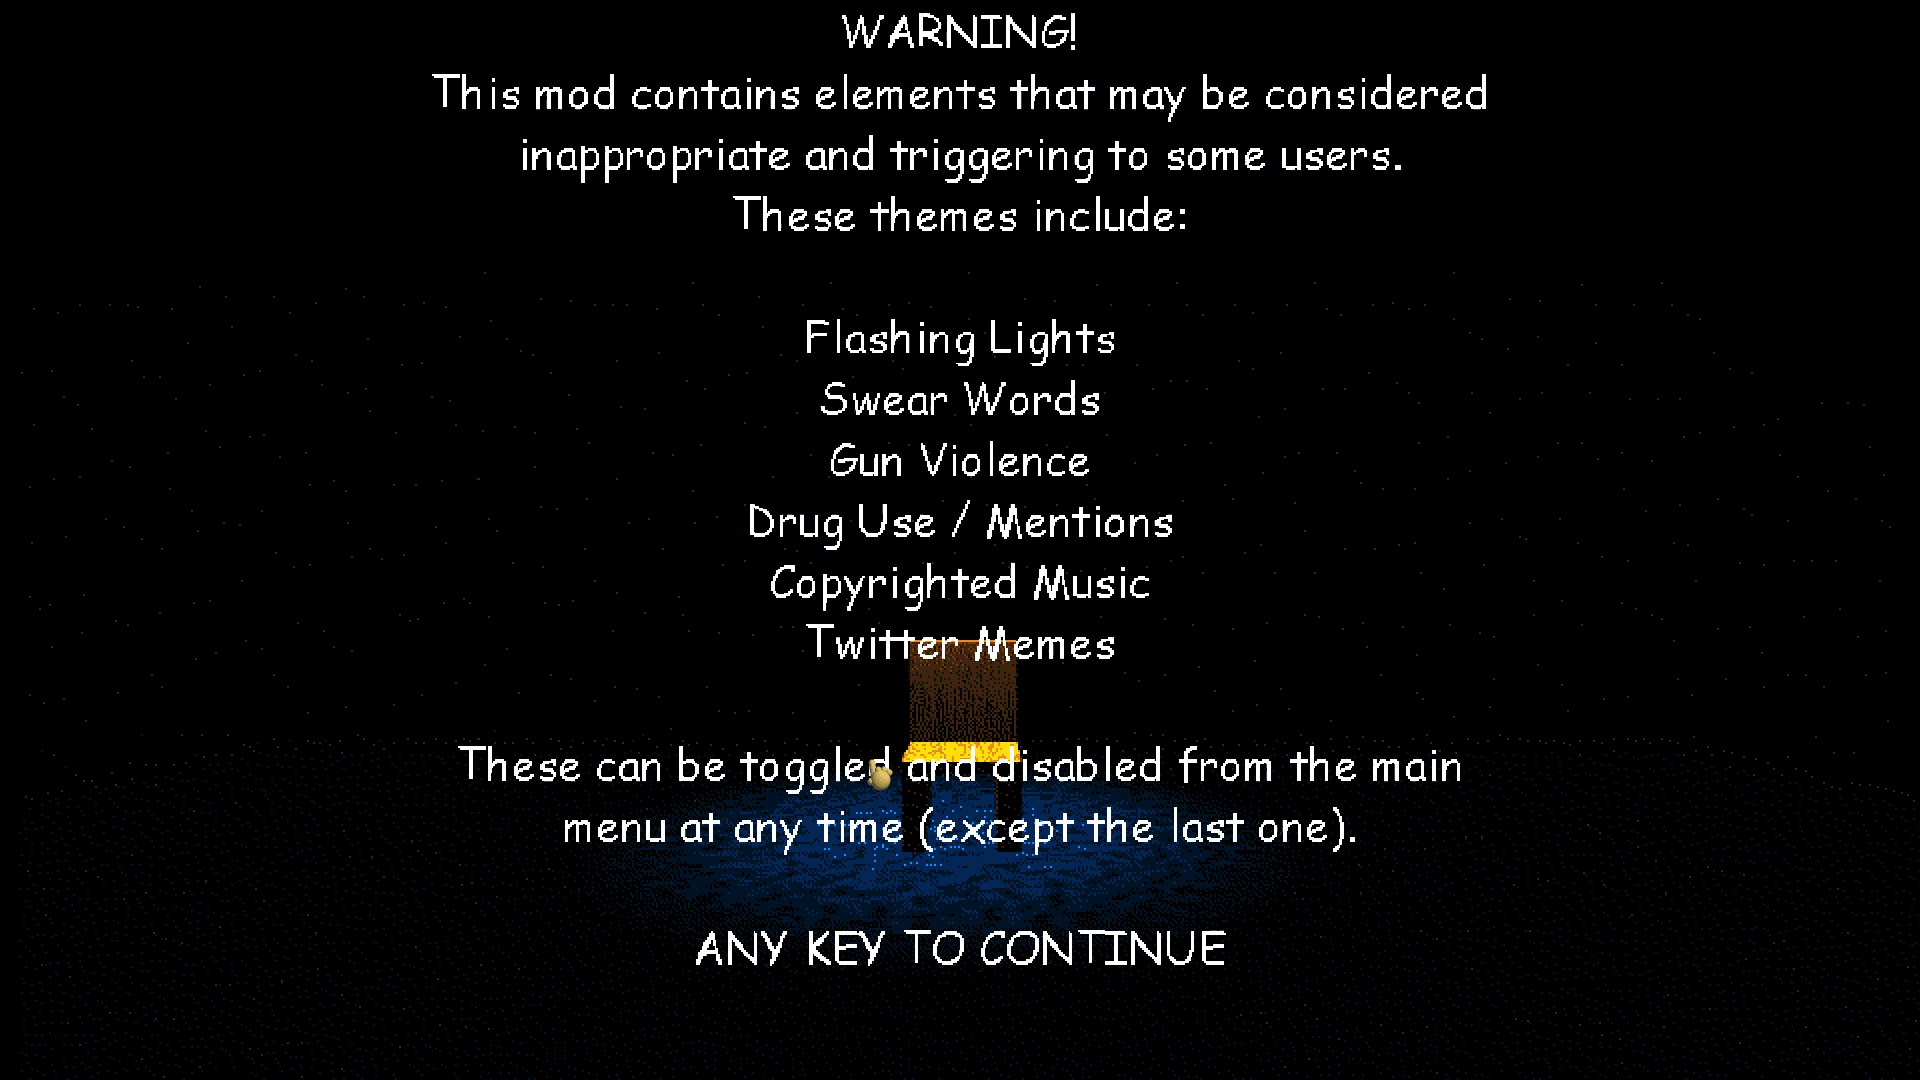 WARNING!
This mod contains elements that may be considered
inappropriate and triggering to some users.
These themes include:
Flashing Lights
Swear Words
Gun Violence
Drug Use / Mentions
Copyrighted Music
Twitter Memes
These can be toggled and disabled from the main
menu at any time (except the last one).
ANY KEY TO CONTINUE